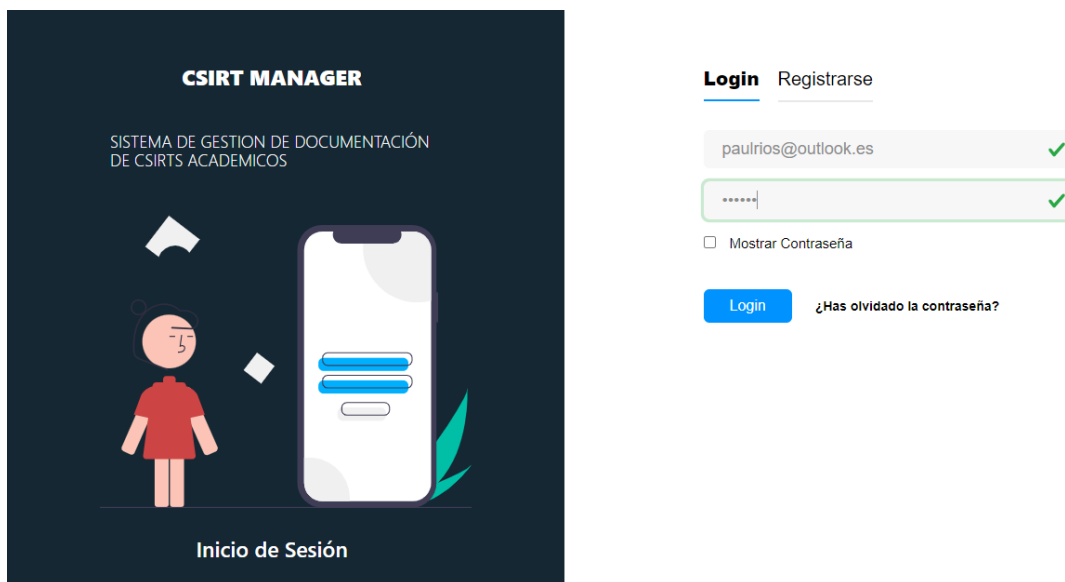 CSIRT MANAGER
SISTEMA DE GESTION DE DOCUMENTACIÓN
DE CSIRTS ACADEMICOS
Inicio de Sesión
Login Registrarse
paulrios@outlook.es
••••••
Mostrar Contraseña
Login ¿Has olvidado la contraseña?